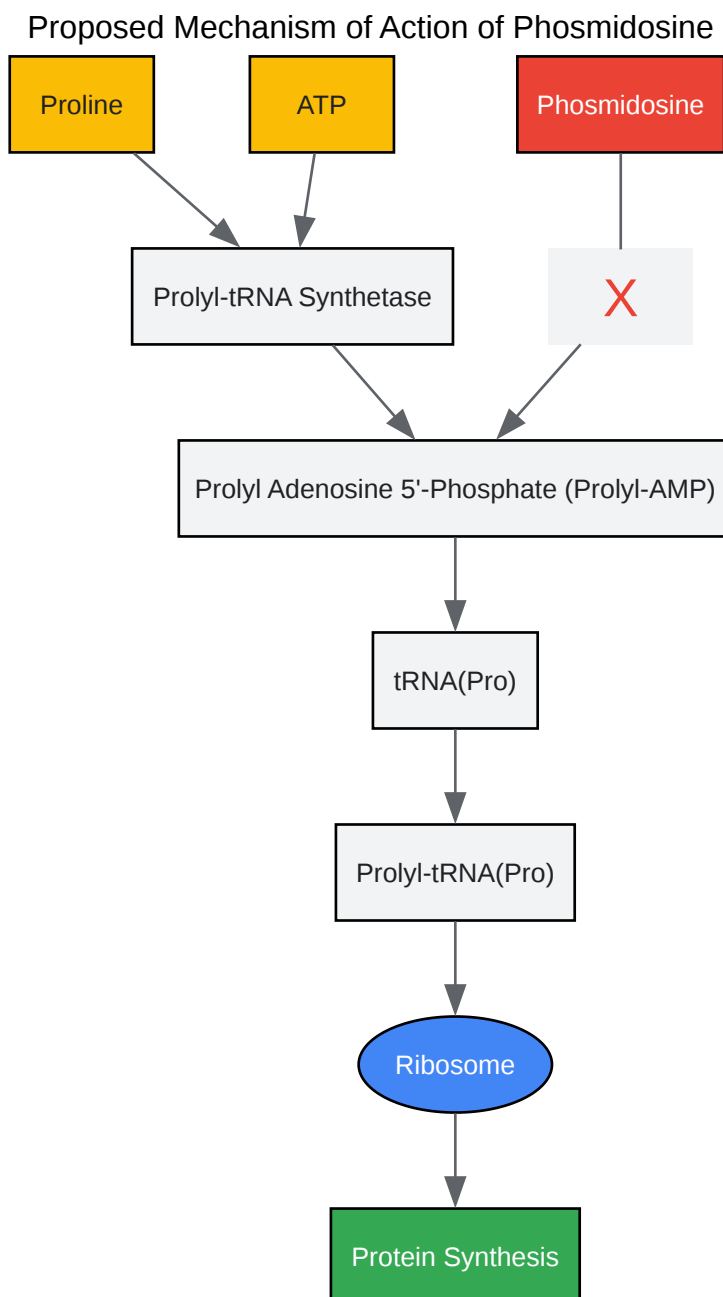 Proposed Mechanism of Action of Phosmidosine
Proline
ATP
Phosmidosine
Prolyl-tRNA Synthetase
X
Prolyl Adenosine 5'-Phosphate (Prolyl-AMP)
tRNA(Pro)
Prolyl-tRNA(Pro)
Ribosome
Protein Synthesis